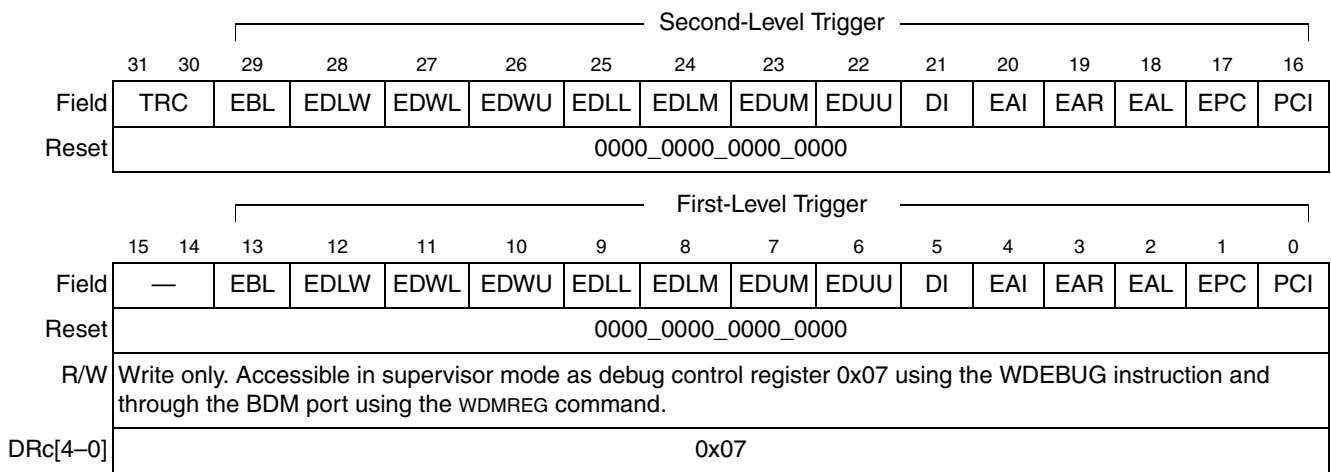 Second-Level Trigger
31 30 29 28 27 26 25 24 23 22 21 20 19 18 17 16
Field TRC EBL EDLW EDWL EDWU EDLL EDLM EDUM EDUU DI EAI EAR EAL EPC PCI
Reset 0000_0000_0000_0000
First-Level Trigger
15 14 13 12 11 10 9 8 7 6 5 4 3 2 1 0
Field — EBL EDLW EDWL EDWU EDLL EDLM EDUM EDUU DI EAI EAR EAL EPC PCI
Reset 0000_0000_0000_0000
R/W Write only. Accessible in supervisor mode as debug control register 0x07 using the WDEBUG instruction and
through the BDM port using the WDMREG command.
DRc[4–0] 0x07